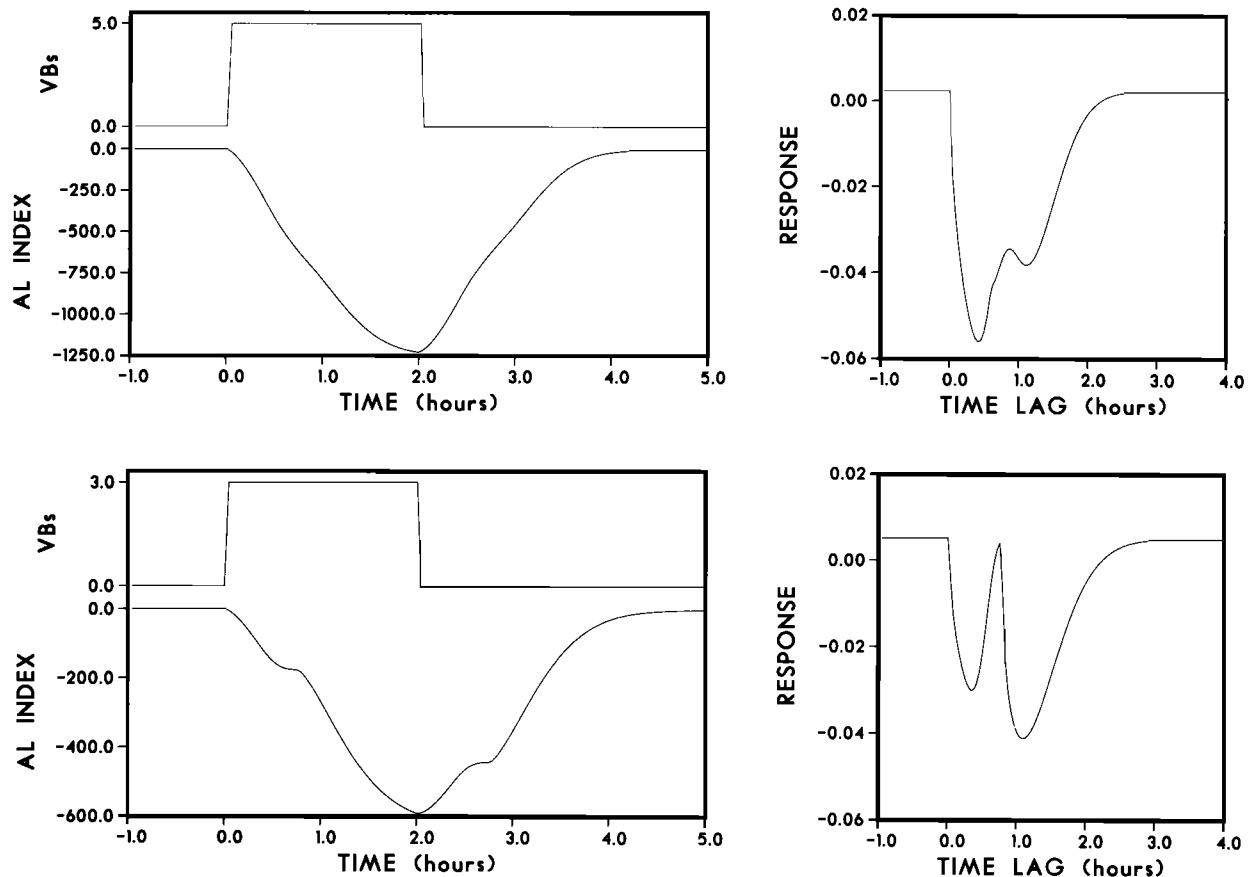 5.0
0.0
VBs
0.0
-250.0
-500.0
-750.0
-1000.0
-1250.0
AL INDEX
-1.0 0.0 1.0 2.0 3.0 4.0 5.0
TIME (hours)
0.02
0.00
-0.02
-0.04
-0.06
RESPONSE
-1.0 0.0 1.0 2.0 3.0 4.0
TIME LAG (hours)
3.0
0.0
VBs
0.0
-200.0
-400.0
-600.0
AL INDEX
-1.0 0.0 1.0 2.0 3.0 4.0 5.0
TIME (hours)
0.02
0.00
-0.02
-0.04
-0.06
RESPONSE
-1.0 0.0 1.0 2.0 3.0 4.0
TIME LAG (hours)